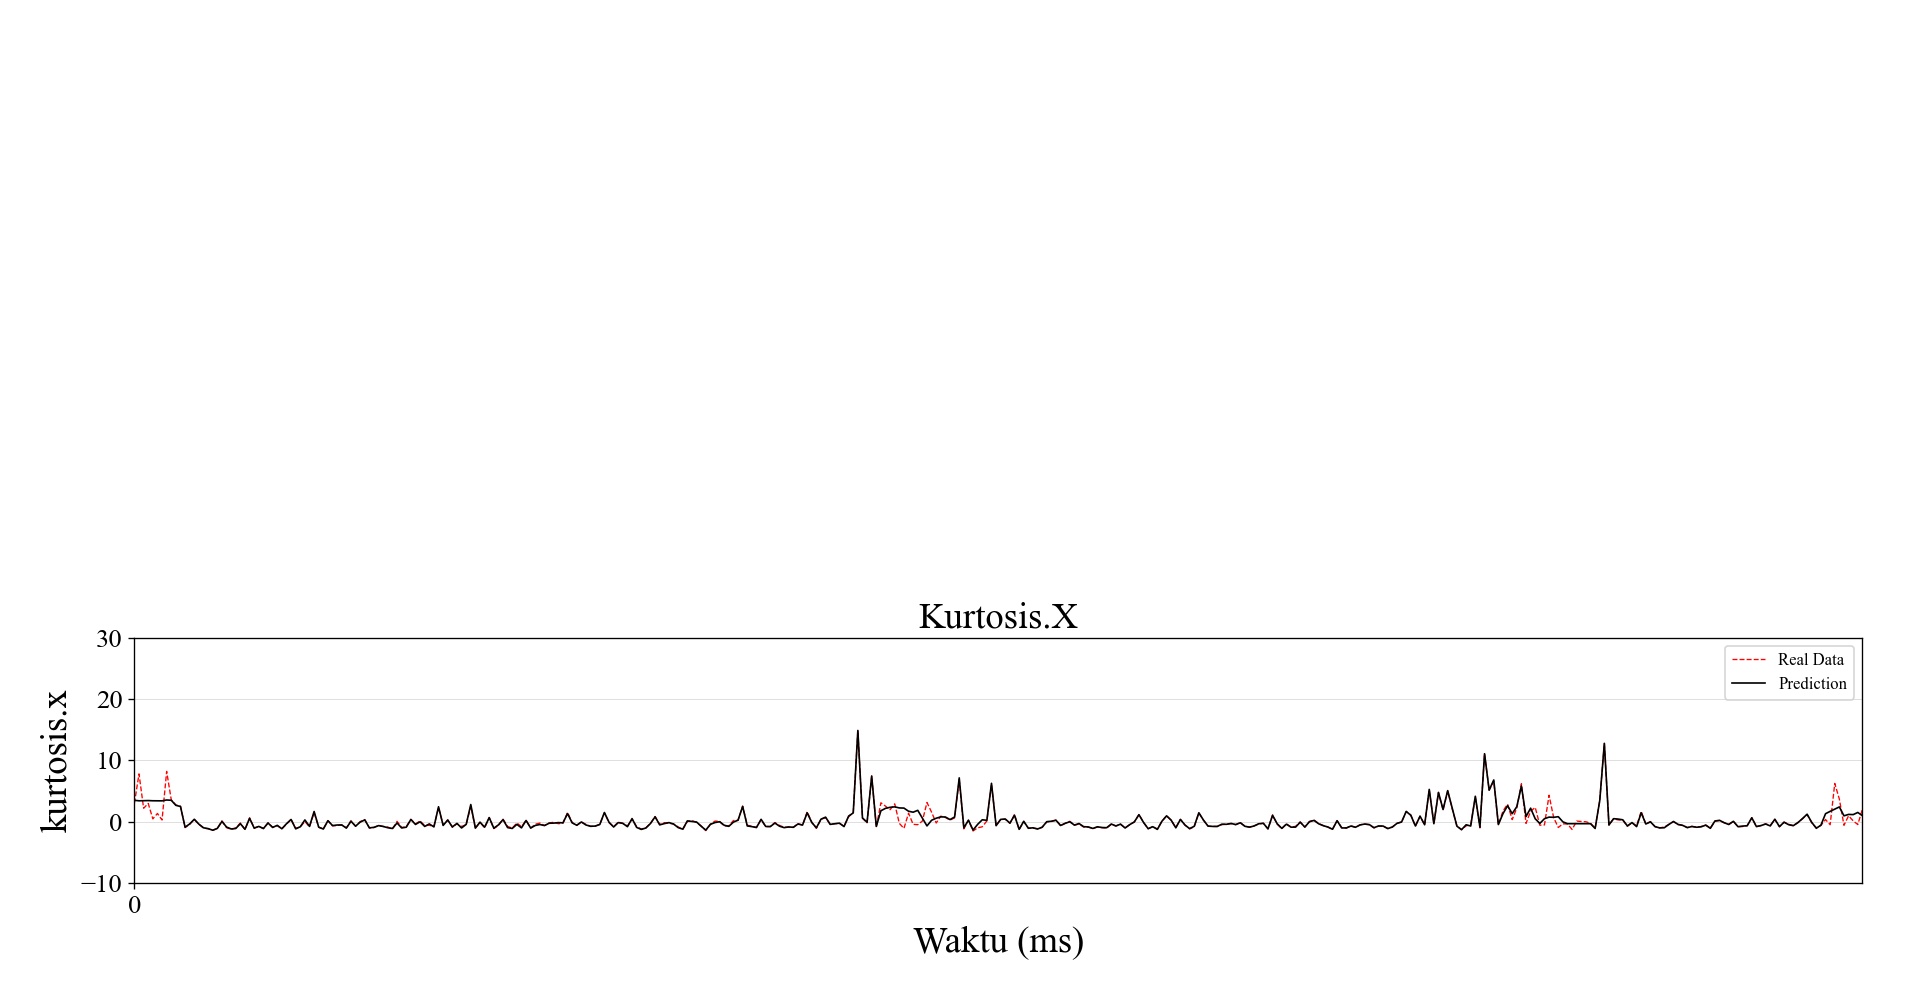 Kurtosis.X
30
20
10
0
−10
kurtosis.x
Real Data
Prediction
0
Waktu (ms)